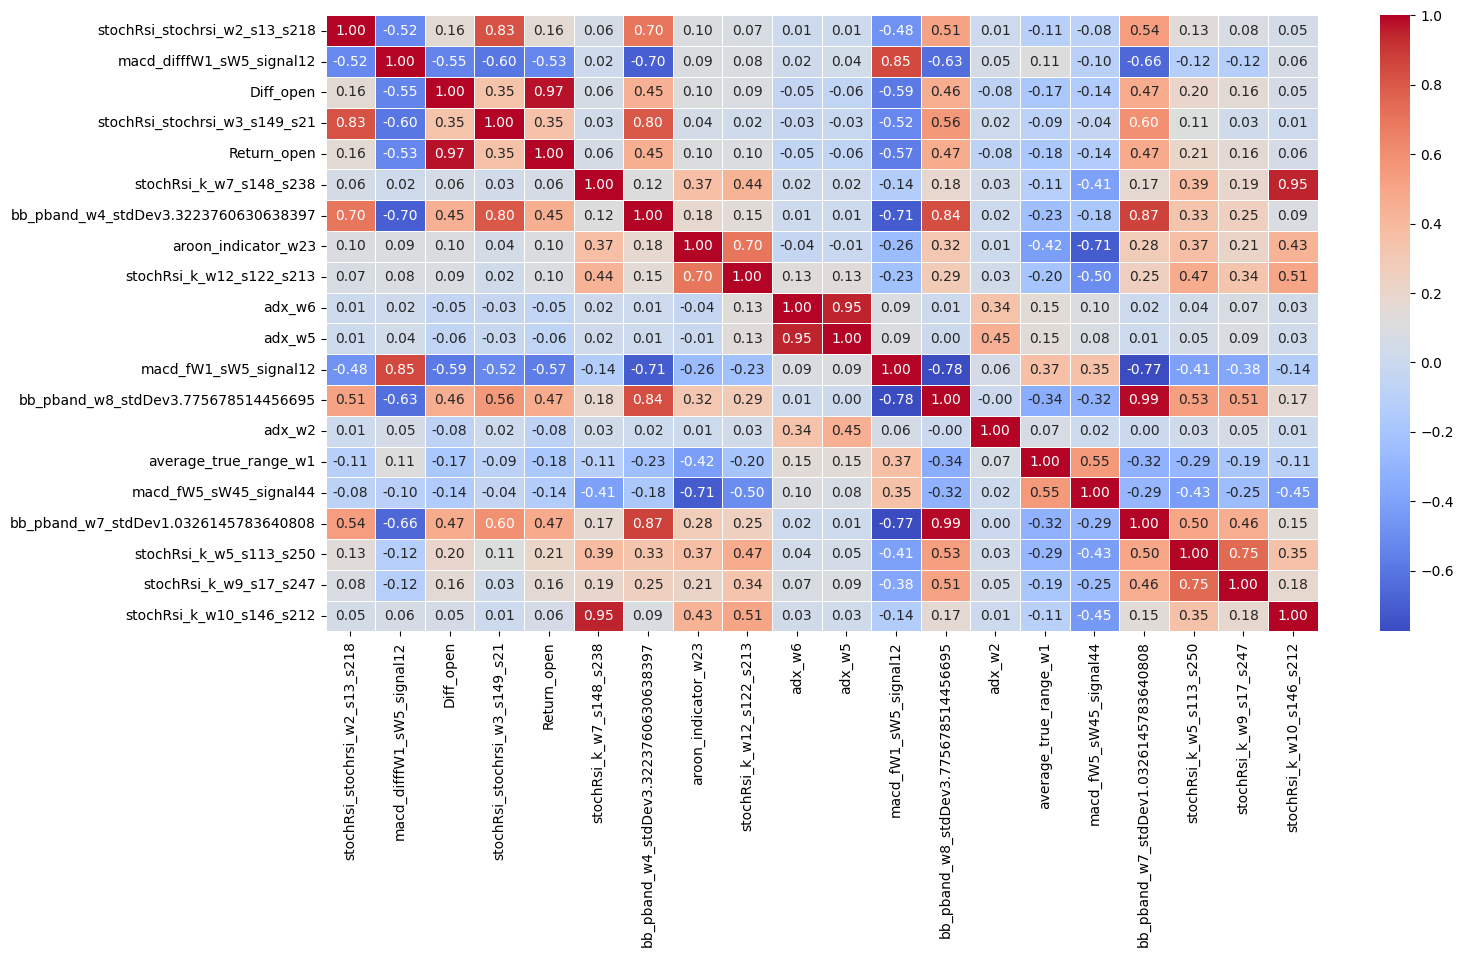 stochRsi_stochrsi_w2_s13_s218 1.00 -0.52 0.16 0.83 0.16 0.06 0.70 0.10 0.07 0.01 0.01 -0.48 0.51 0.01 -0.11 -0.08 0.54 0.13 0.08 0.05
macd_difffW1_sW5_signal12 -0.52 1.00 -0.55 -0.60 -0.53 0.02 -0.70 0.09 0.08 0.02 0.04 0.85 -0.63 0.05 0.11 -0.10 -0.66 -0.12 -0.12 0.06
Diff_open 0.16 -0.55 1.00 0.35 0.97 0.06 0.45 0.10 0.09 -0.05 -0.06 -0.59 0.46 -0.08 -0.17 -0.14 0.47 0.20 0.16 0.05
stochRsi_stochrsi_w3_s149_s21 0.83 -0.60 0.35 1.00 0.35 0.03 0.80 0.04 0.02 -0.03 -0.03 -0.52 0.56 0.02 -0.09 -0.04 0.60 0.11 0.03 0.01
Return_open 0.16 -0.53 0.97 0.35 1.00 0.06 0.45 0.10 0.10 -0.05 -0.06 -0.57 0.47 -0.08 -0.18 -0.14 0.47 0.21 0.16 0.06
stochRsi_k_w7_s148_s238 0.06 0.02 0.06 0.03 0.06 1.00 0.12 0.37 0.44 0.02 0.02 -0.14 0.18 0.03 -0.11 -0.41 0.17 0.39 0.19 0.95
bb_pband_w4_stdDev3.3223760630638397 0.70 -0.70 0.45 0.80 0.45 0.12 1.00 0.18 0.15 0.01 0.01 -0.71 0.84 0.02 -0.23 -0.18 0.87 0.33 0.25 0.09
aroon_indicator_w23 0.10 0.09 0.10 0.04 0.10 0.37 0.18 1.00 0.70 -0.04 -0.01 -0.26 0.32 0.01 -0.42 -0.71 0.28 0.37 0.21 0.43
stochRsi_k_w12_s122_s213 0.07 0.08 0.09 0.02 0.10 0.44 0.15 0.70 1.00 0.13 0.13 -0.23 0.29 0.03 -0.20 -0.50 0.25 0.47 0.34 0.51
adx_w6 0.01 0.02 -0.05 -0.03 -0.05 0.02 0.01 -0.04 0.13 1.00 0.95 0.09 0.01 0.34 0.15 0.10 0.02 0.04 0.07 0.03
adx_w5 0.01 0.04 -0.06 -0.03 -0.06 0.02 0.01 -0.01 0.13 0.95 1.00 0.09 0.00 0.45 0.15 0.08 0.01 0.05 0.09 0.03
macd_fW1_sW5_signal12 -0.48 0.85 -0.59 -0.52 -0.57 -0.14 -0.71 -0.26 -0.23 0.09 0.09 1.00 -0.78 0.06 0.37 0.35 -0.77 -0.41 -0.38 -0.14
bb_pband_w8_stdDev3.775678514456695 0.51 -0.63 0.46 0.56 0.47 0.18 0.84 0.32 0.29 0.01 0.00 -0.78 1.00 -0.00 -0.34 -0.32 0.99 0.53 0.51 0.17
adx_w2 0.01 0.05 -0.08 0.02 -0.08 0.03 0.02 0.01 0.03 0.34 0.45 0.06 -0.00 1.00 0.07 0.02 0.00 0.03 0.05 0.01
average_true_range_w1 -0.11 0.11 -0.17 -0.09 -0.18 -0.11 -0.23 -0.42 -0.20 0.15 0.15 0.37 -0.34 0.07 1.00 0.55 -0.32 -0.29 -0.19 -0.11
macd_fW5_sW45_signal44 -0.08 -0.10 -0.14 -0.04 -0.14 -0.41 -0.18 -0.71 -0.50 0.10 0.08 0.35 -0.32 0.02 0.55 1.00 -0.29 -0.43 -0.25 -0.45
bb_pband_w7_stdDev1.0326145783640808 0.54 -0.66 0.47 0.60 0.47 0.17 0.87 0.28 0.25 0.02 0.01 -0.77 0.99 0.00 -0.32 -0.29 1.00 0.50 0.46 0.15
stochRsi_k_w5_s113_s250 0.13 -0.12 0.20 0.11 0.21 0.39 0.33 0.37 0.47 0.04 0.05 -0.41 0.53 0.03 -0.29 -0.43 0.50 1.00 0.75 0.35
stochRsi_k_w9_s17_s247 0.08 -0.12 0.16 0.03 0.16 0.19 0.25 0.21 0.34 0.07 0.09 -0.38 0.51 0.05 -0.19 -0.25 0.46 0.75 1.00 0.18
stochRsi_k_w10_s146_s212 0.05 0.06 0.05 0.01 0.06 0.95 0.09 0.43 0.51 0.03 0.03 -0.14 0.17 0.01 -0.11 -0.45 0.15 0.35 0.18 1.00
stochRsi_stochrsi_w2_s13_s218
macd_difffW1_sW5_signal12
Diff_open
stochRsi_stochrsi_w3_s149_s21
Return_open
stochRsi_k_w7_s148_s238
bb_pband_w4_stdDev3.3223760630638397
aroon_indicator_w23
stochRsi_k_w12_s122_s213
adx_w6
adx_w5
macd_fW1_sW5_signal12
bb_pband_w8_stdDev3.775678514456695
adx_w2
average_true_range_w1
macd_fW5_sW45_signal44
bb_pband_w7_stdDev1.0326145783640808
stochRsi_k_w5_s113_s250
stochRsi_k_w9_s17_s247
stochRsi_k_w10_s146_s212
1.0
0.8
0.6
0.4
0.2
0.0
−0.2
−0.4
−0.6